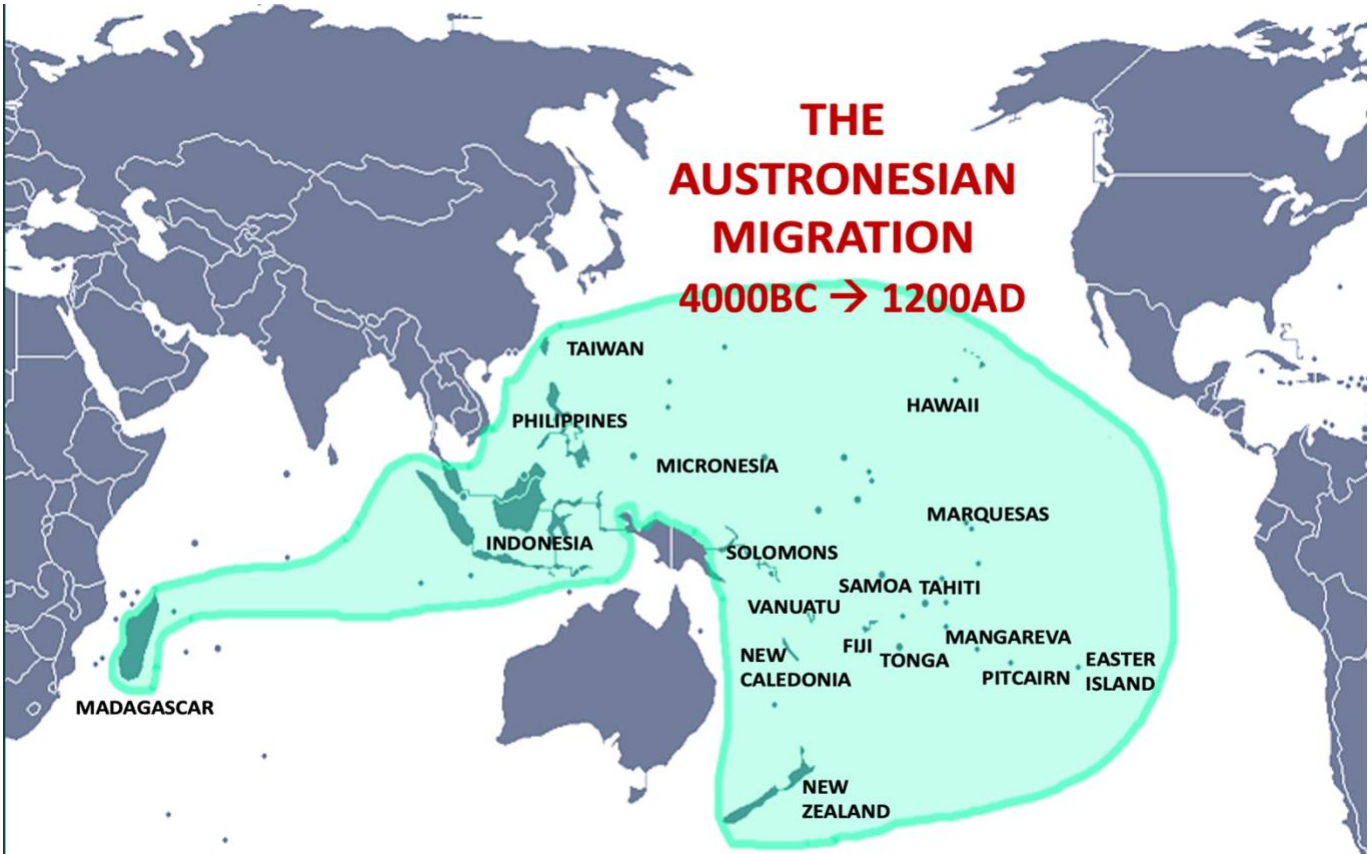 THE
AUSTRONESIAN
MIGRATION
4000BC → 1200AD
TAIWAN
PHILIPPINES
HAWAII
MICRONESIA
MARQUESAS
INDONESIA
SOLOMONS
SAMOA
TAHITI
VANUATU
FIJI
TONGA
MANGAREVA
NEW
CALEDONIA
PITCAIRN
EASTER
ISLAND
MADAGASCAR
NEW
ZEALAND